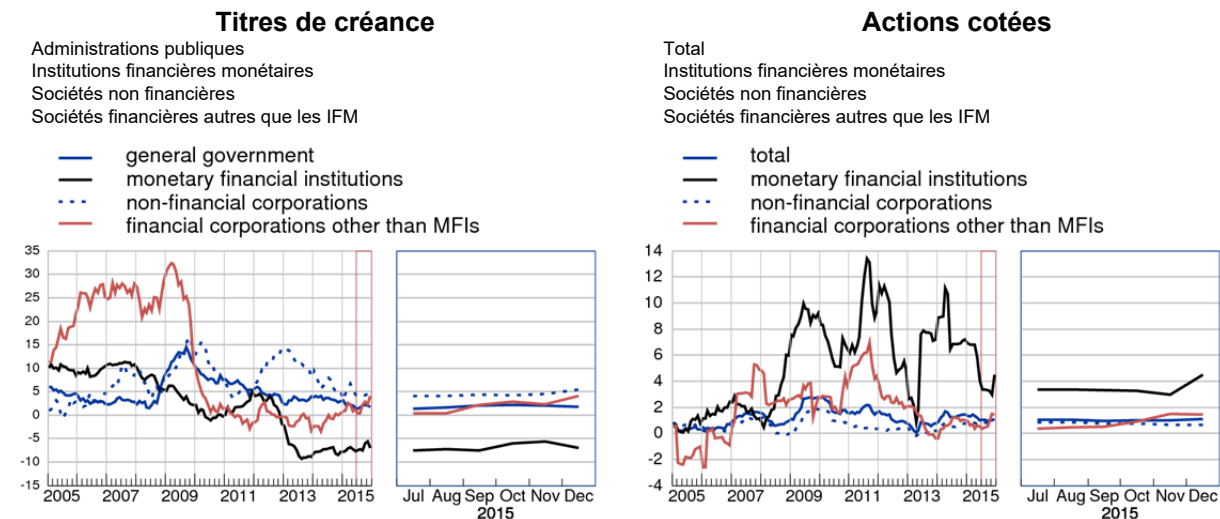 Titres de créance
Administrations publiques
Institutions financières monétaires
Sociétés non financières
Sociétés financières autres que les IFM
general government
monetary financial institutions
non-financial corporations
financial corporations other than MFIs
35
30
25
20
15
10
5
0
-5
-10
-15
2005 2007 2009 2011 2013 2015
Jul Aug Sep Oct Nov Dec
2015
Actions cotées
Total
Institutions financières monétaires
Sociétés non financières
Sociétés financières autres que les IFM
total
monetary financial institutions
non-financial corporations
financial corporations other than MFIs
14
12
10
8
6
4
2
0
-2
-4
2005 2007 2009 2011 2013 2015
Jul Aug Sep Oct Nov Dec
2015